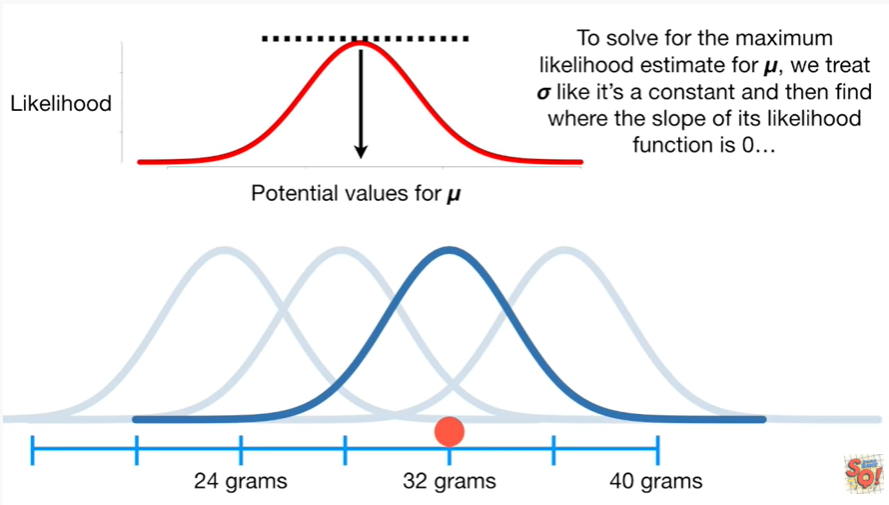 To solve for the maximum
likelihood estimate for μ, we treat
σ like it's a constant and then find
where the slope of its likelihood
function is 0…
Likelihood
Potential values for μ
24 grams
32 grams
40 grams
SQ!